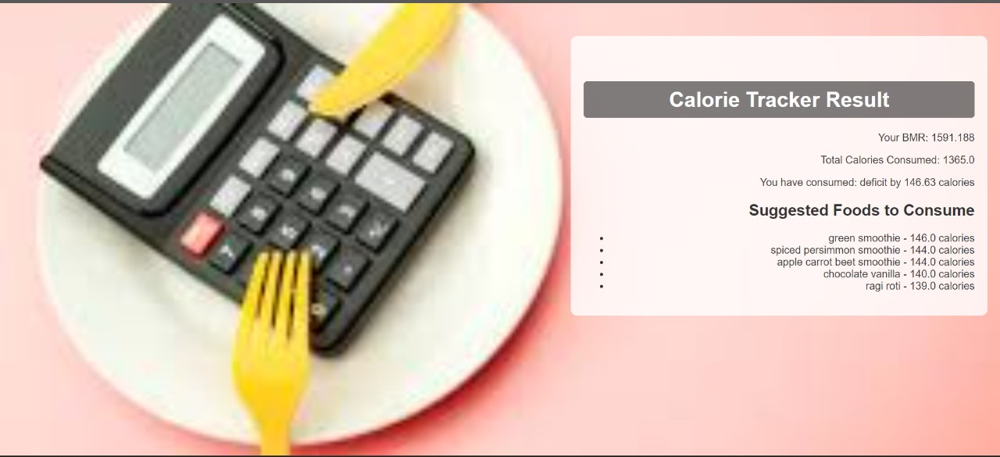 Calorie Tracker Result
Your BMR: 1591.188
Total Calories Consumed: 1365.0
You have consumed: deficit by 146.63 calories
Suggested Foods to Consume
green smoothie - 146.0 calories
spiced persimmon smoothie - 144.0 calories
apple carrot beet smoothie - 144.0 calories
chocolate vanilla - 140.0 calories
ragi roti - 139.0 calories